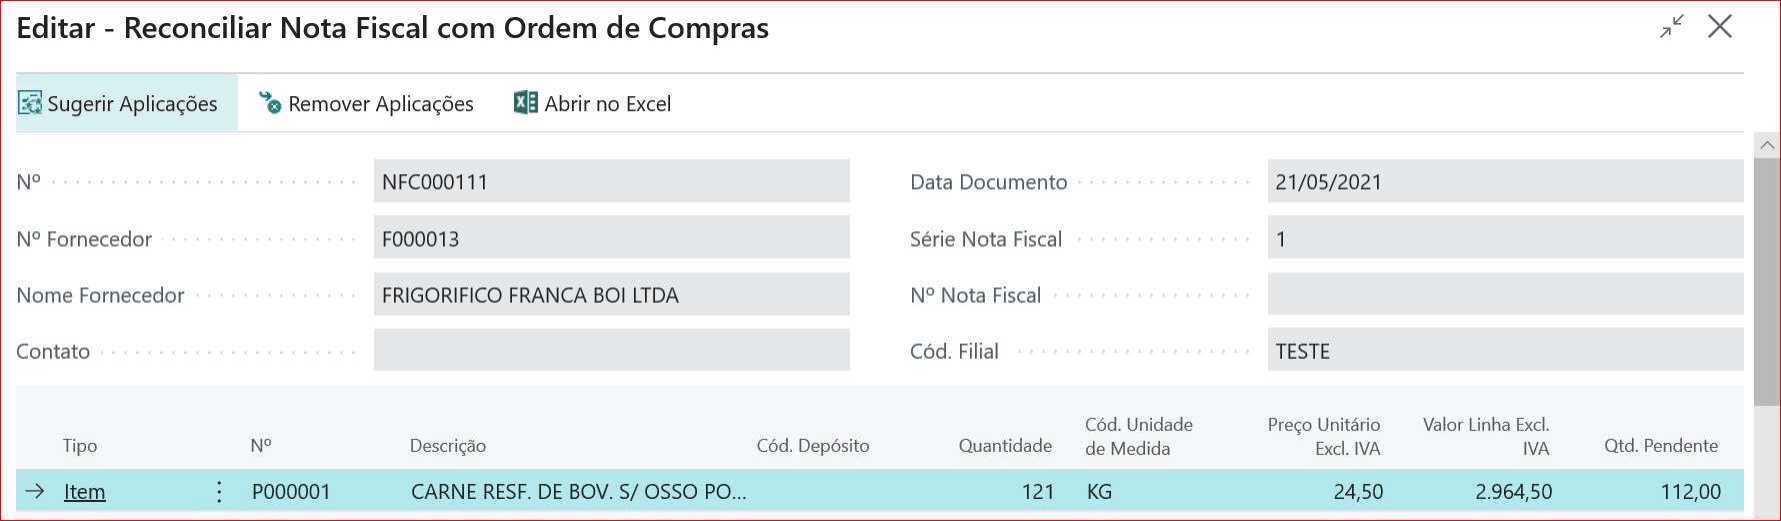 Editar - Reconciliar Nota Fiscal com Ordem de Compras
Sugerir Aplicações Remover Aplicações Abrir no Excel
Nº NFC000111 Data Documento 21/05/2021
Nº Fornecedor F000013 Série Nota Fiscal 1
Nome Fornecedor FRIGORIFICO FRANCA BOI LTDA Nº Nota Fiscal
Contato Cód. Filial TESTE
Tipo Nº Descrição Cód. Depósito Quantidade Cód. Unidade de Medida Preço Unitário Excl. IVA Valor Linha Excl. IVA Qtd. Pendente
Item P000001 CARNE RESF. DE BOV. S/ OSSO PO... 121 KG 24,50 2.964,50 112,00